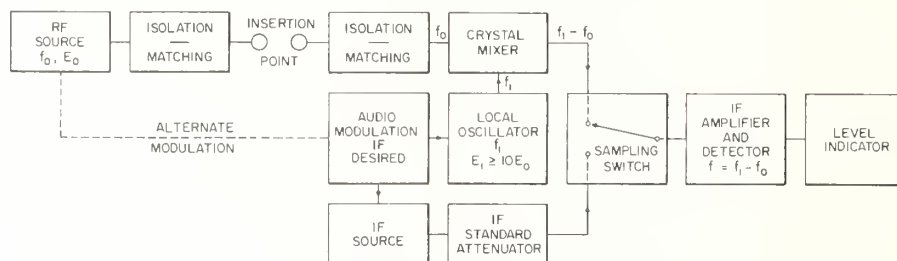 RF
SOURCE
f₀, E₀
ISOLATION
MATCHING
INSERTION
POINT
ISOLATION
MATCHING
f₀
CRYSTAL
MIXER
f₁ - f₀
f₁
ALTERNATE
MODULATION
AUDIO
MODULATION
IF
DESIRED
LOCAL
OSCILLATOR
f₁
E₁ ≥ 10E₀
SAMPLING
SWITCH
IF
AMPLIFIER
AND
DETECTOR
f = f₁ - f₀
LEVEL
INDICATOR
IF
SOURCE
IF
STANDARD
ATTENUATOR